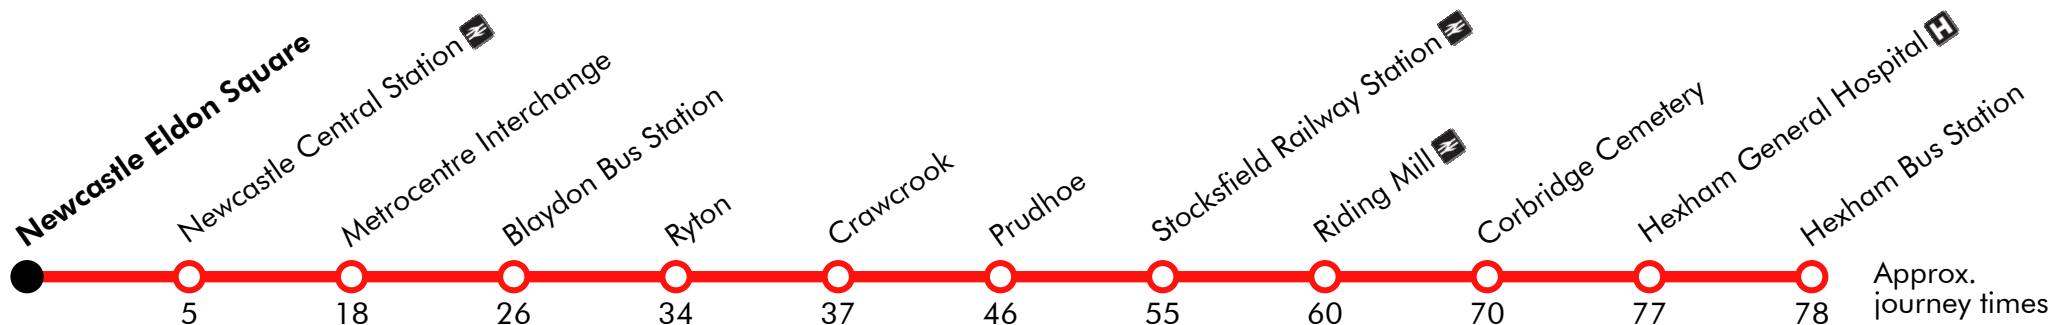 Newcastle Eldon Square
Newcastle Central Station
Metrocentre Interchange
Blaydon Bus Station
Ryton
Crawcrook
Prudhoe
Stocksfield Railway Station
Riding Mill
Corbridge Cemetery
Hexham General Hospital H
Hexham Bus Station
5 18 26 34 37 46 55 60 70 77 78
Approx.
journey times